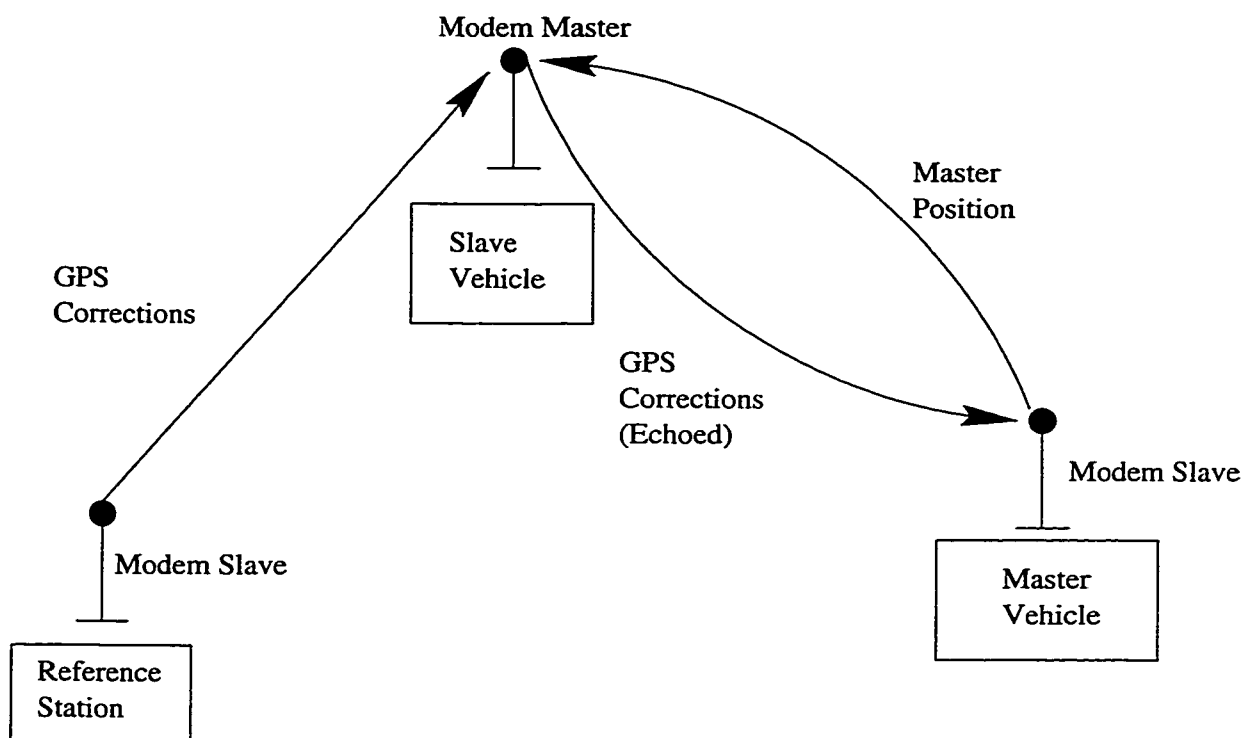 Modem Master
Master
Position
Slave
Vehicle
GPS
Corrections
GPS
Corrections
(Echoed)
Modem Slave
Modem Slave
Master
Vehicle
Reference
Station